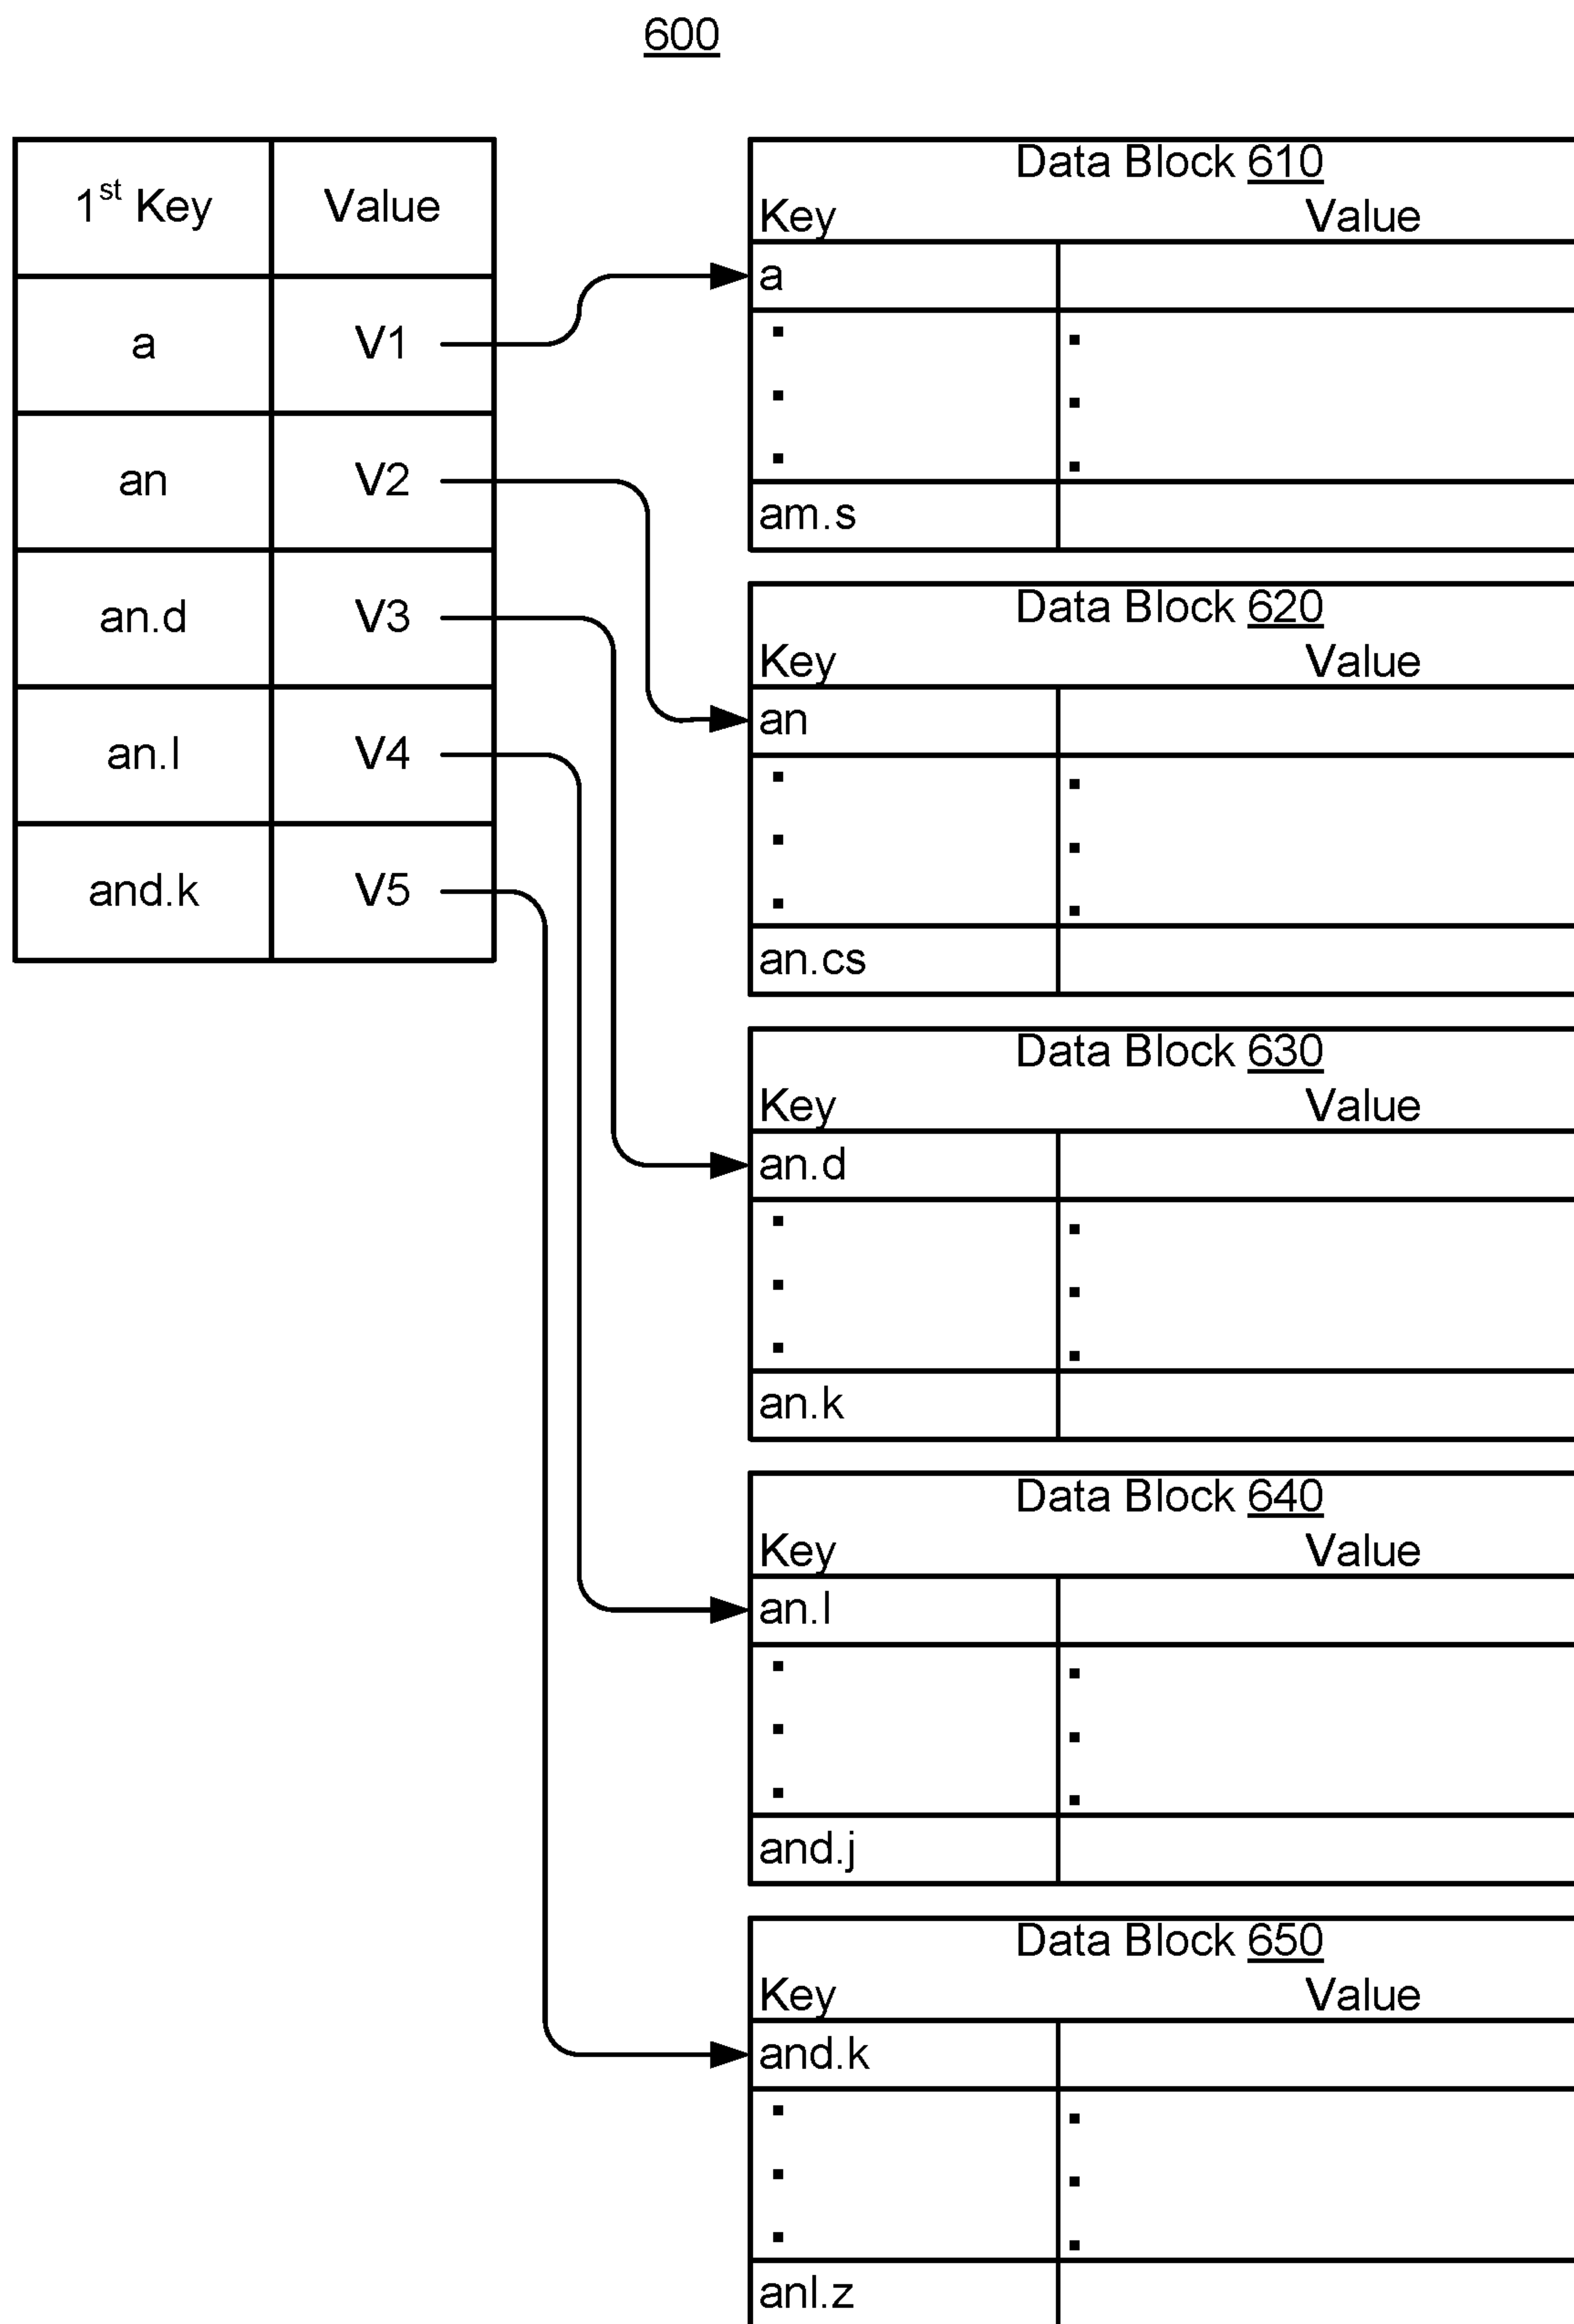 600
1st Key Value
a V1
an V2
an.d V3
an.l V4
and.k V5
Data Block 610
Key Value
a
am.s
Data Block 620
Key Value
an
an.cs
Data Block 630
Key Value
an.d
an.k
Data Block 640
Key Value
an.l
and.j
Data Block 650
Key Value
and.k
anl.z